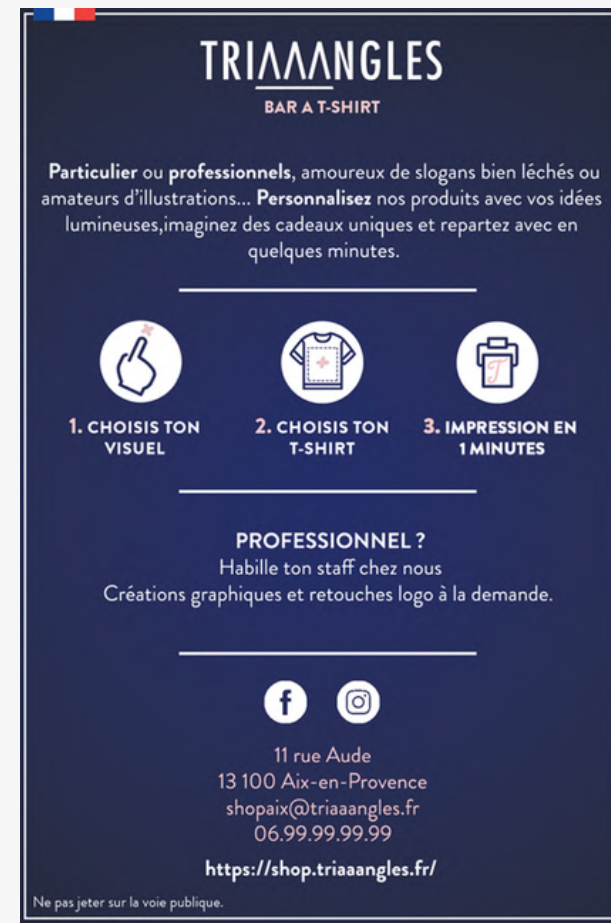 TRIAAANGLES
BAR A T-SHIRT
Particulier ou professionnels, amoureux de slogans bien léchés ou
amateurs d'illustrations... Personnalisez nos produits avec vos idées
lumineuses,imaginez des cadeaux uniques et repartez avec en
quelques minutes.
1. CHOISIS TON
VISUEL
2. CHOISIS TON
T-SHIRT
T
3. IMPRESSION EN
1 MINUTES
PROFESSIONNEL ?
Habille ton staff chez nous
Créations graphiques et retouches logo à la demande.
f
11 rue Aude
13 100 Aix-en-Provence
shopaix@triaaangles.fr
06.99.99.99.99
https://shop.triaaangles.fr/
Ne pas jeter sur la voie publique.